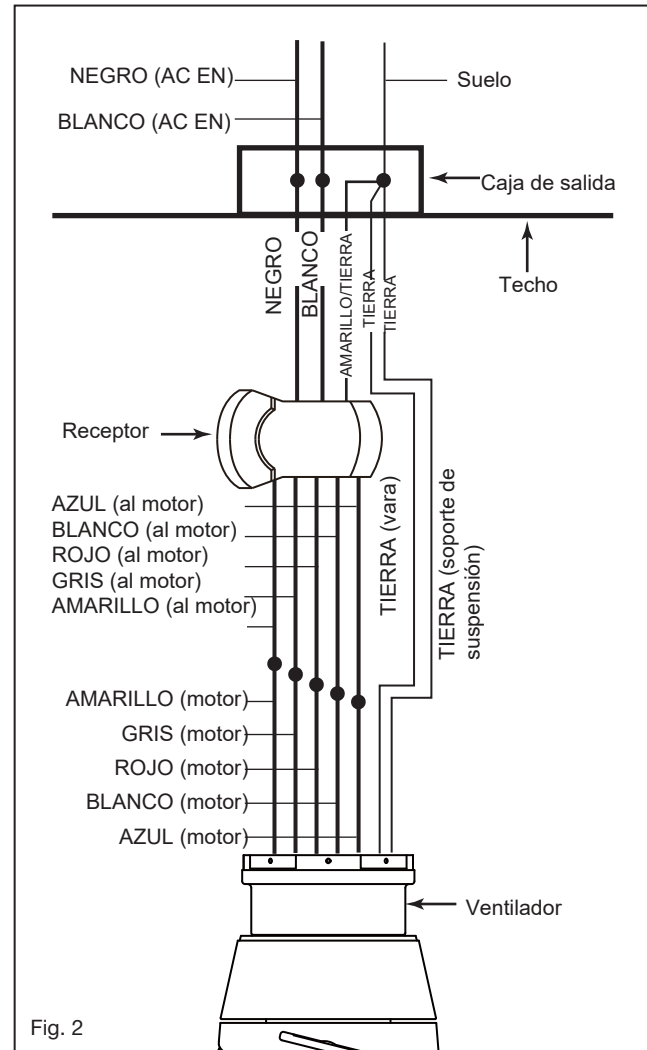 NEGRO (AC EN)
Suelo
BLANCO (AC EN)
Caja de salida
NEGRO
BLANCO
AMARILLO/TIERRA
TIERRA
TIERRA
Techo
Receptor
AZUL (al motor)
BLANCO (al motor)
ROJO (al motor)
GRIS (al motor)
AMARILLO (al motor)
TIERRA (vara)
TIERRA (soporte de
suspensión)
AMARILLO (motor)
GRIS (motor)
ROJO (motor)
BLANCO (motor)
AZUL (motor)
Ventilador
Fig. 2